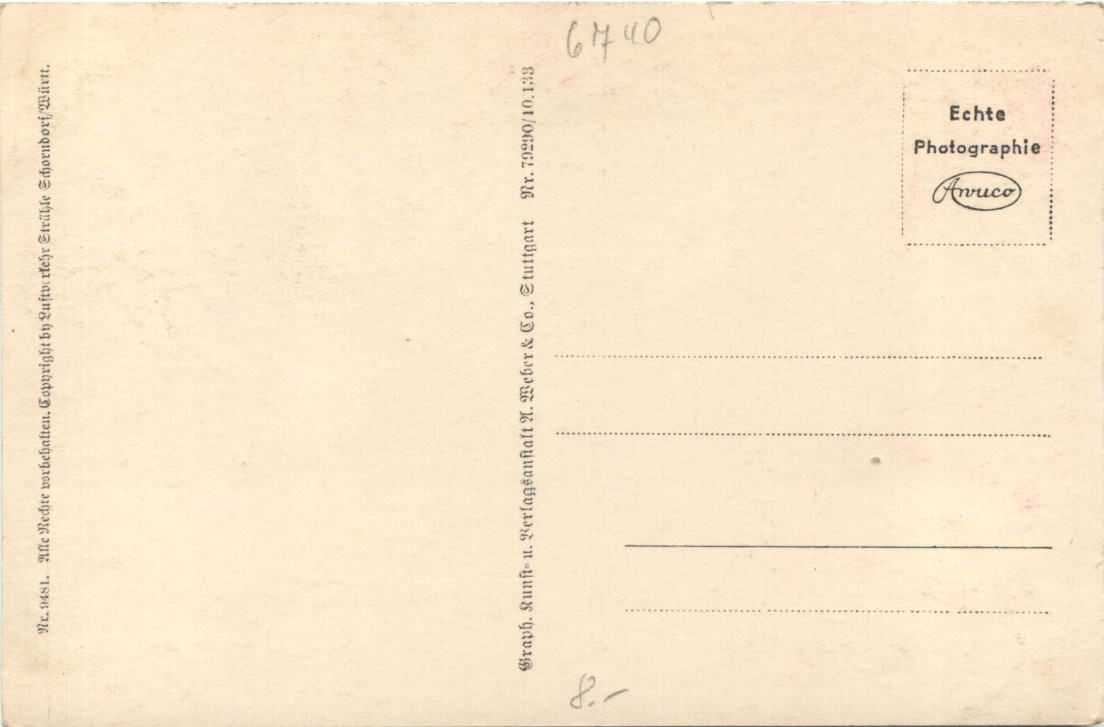 6740
Nr. 9481. Alle Rechte vorbehalten. Copyright by Luftverkehr Strähle Schorndorf/Württ.
Graph. Kunst- u. Verlagsanstalt A. Weber & Co., Stuttgart Nr. 79290/10.133
Echte
Photographie
Awuco
8.-